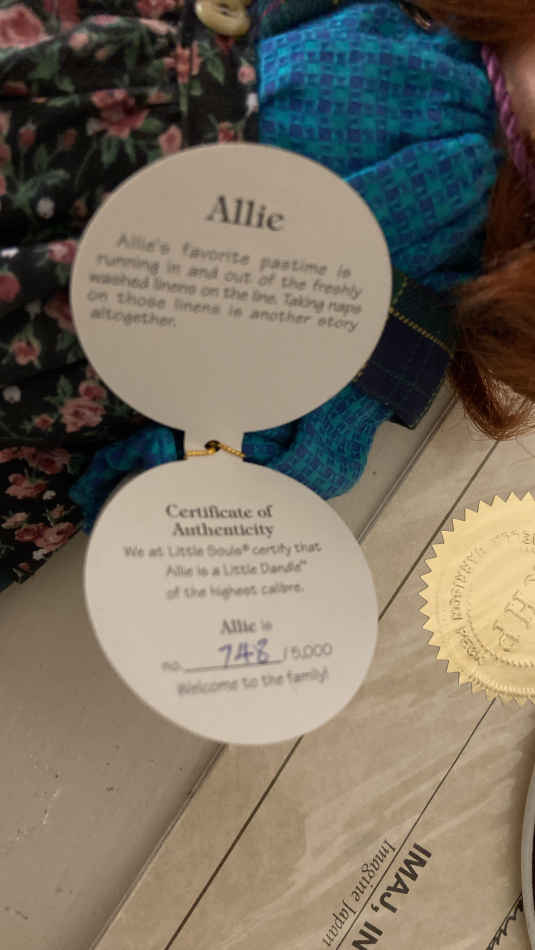 Allie
Allie's favorite pastime is
running in and out of the freshly
washed linens on the line. Taking naps
on those linens is another story
altogether.
Certificate of
Authenticity
We at Little Souls® certify that
Allie is a Little Dandle™
of the highest calibre.
Allie is
no. 748 / 5,000
Welcome to the family!
IMAJ, IN
Imagine Japan